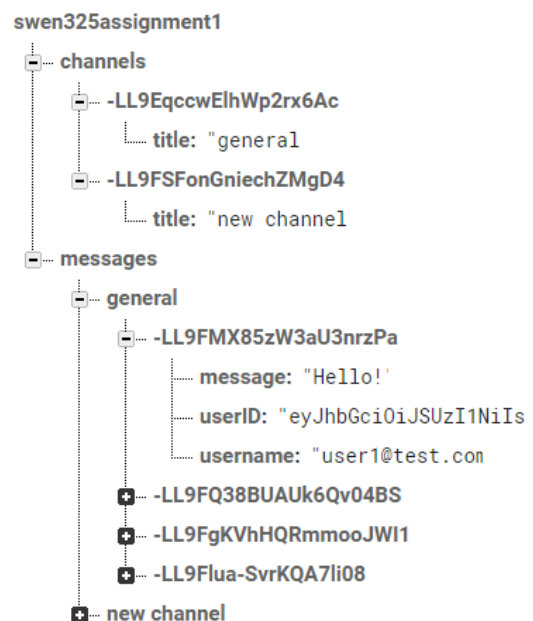 swen325assignment1
channels
-LL9EqccwElhWp2rx6Ac
title: "general
-LL9FSFonGniechZMgD4
title: "new channel
messages
general
-LL9FMX85zW3aU3nrzPa
message: "Hello!'
userID: "eyJhbGciOiJSUzI1NiIs
username: "user1@test.com
-LL9FQ38BUAUk6Qv04BS
-LL9FgKVhHQRmmooJWI1
-LL9Flua-SvrKQA7li08
new channel